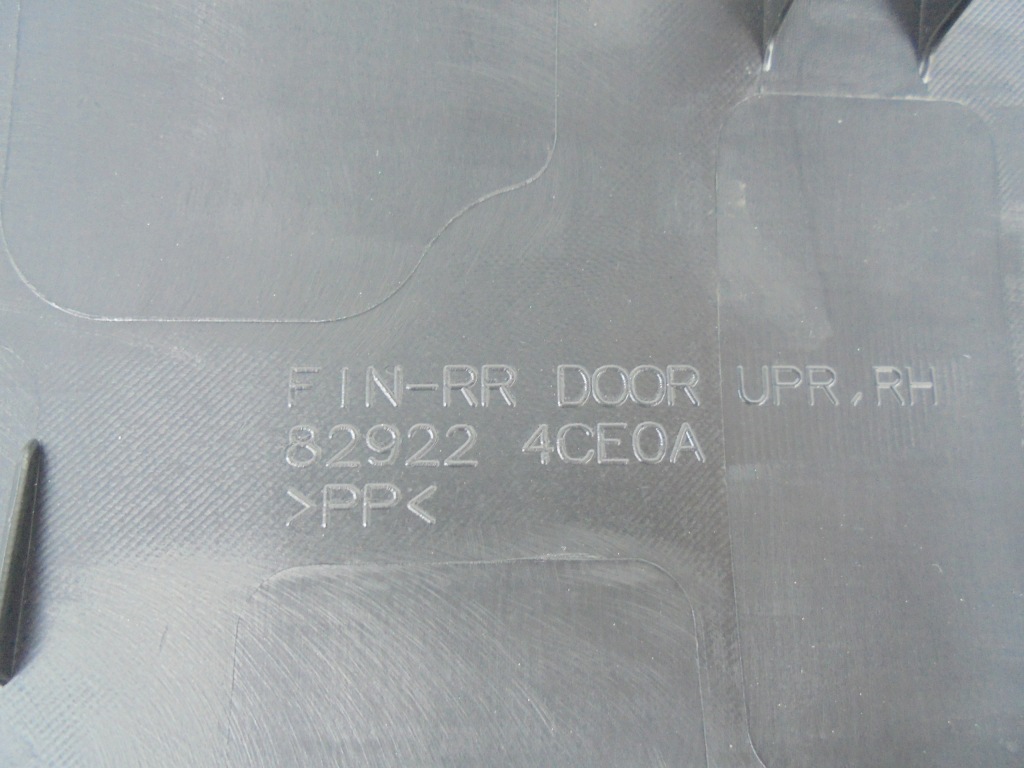 FIN-RR DOOR UPR,RH
82922 4CE0A
>PP<